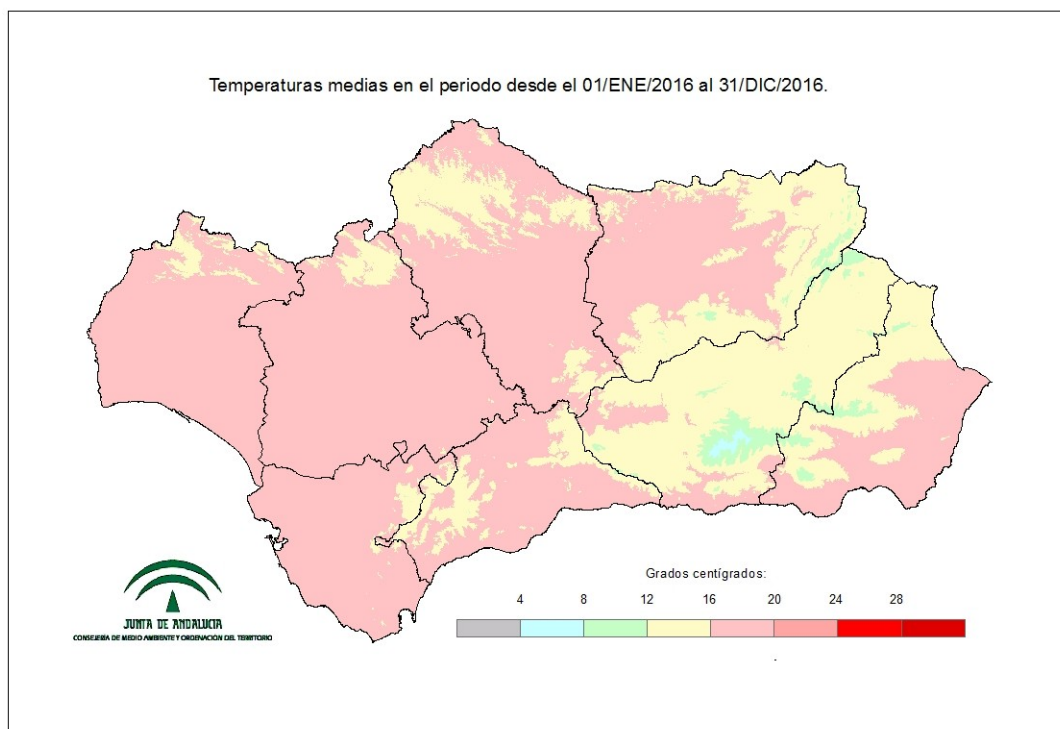 Temperaturas medias en el periodo desde el 01/ENE/2016 al 31/DIC/2016.
JUNTA DE ANDALUCIA
CONSEJERÍA DE MEDIO AMBIENTE Y ORDENACIÓN DEL TERRITORIO
Grados centígrados:
4 8 12 16 20 24 28